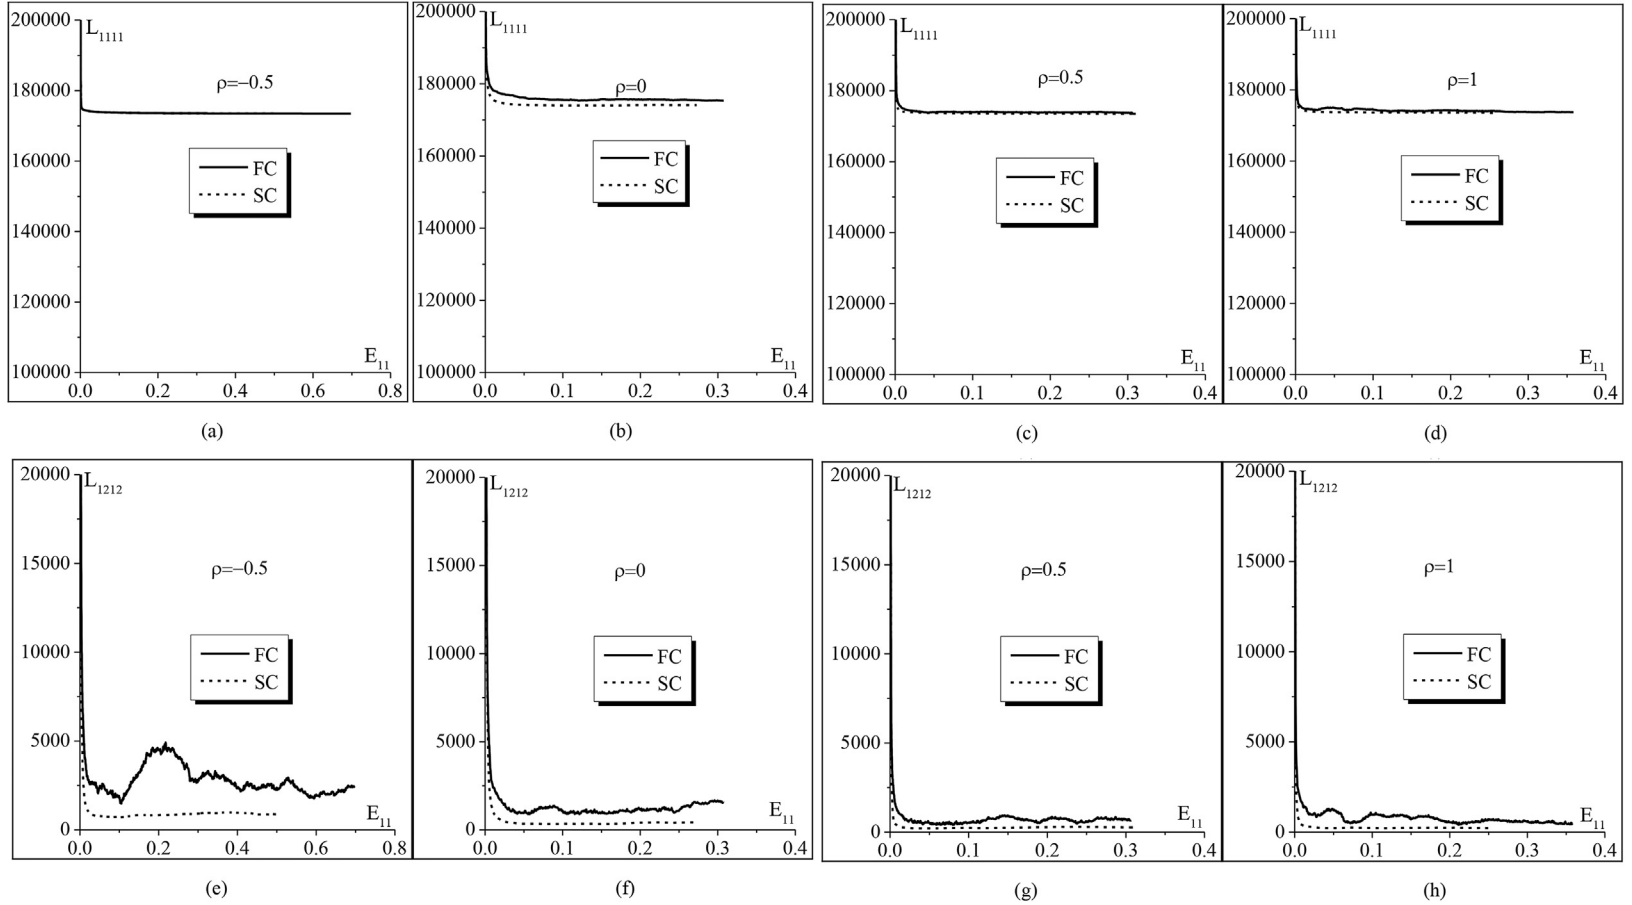 200000
L1111
180000
ρ=−0.5
160000
FC
SC
140000
120000
E11
100000
0.0 0.2 0.4 0.6 0.8
(a)
200000
L1111
180000
ρ=0
160000
FC
SC
140000
120000
E11
100000
0.0 0.1 0.2 0.3 0.4
(b)
200000
L1111
180000
ρ=0.5
160000
FC
SC
140000
120000
E11
100000
0.0 0.1 0.2 0.3 0.4
(c)
200000
L1111
180000
ρ=1
160000
FC
SC
140000
120000
E11
100000
0.0 0.1 0.2 0.3 0.4
(d)
20000
L1212
15000
ρ=−0.5
10000
FC
SC
5000
E11
0
0.0 0.2 0.4 0.6 0.8
(e)
20000
L1212
15000
ρ=0
10000
FC
SC
5000
E11
0
0.0 0.1 0.2 0.3 0.4
(f)
20000
L1212
15000
ρ=0.5
10000
FC
SC
5000
E11
0
0.0 0.1 0.2 0.3 0.4
(g)
20000
L1212
15000
ρ=1
10000
FC
SC
5000
E11
0
0.0 0.1 0.2 0.3 0.4
(h)